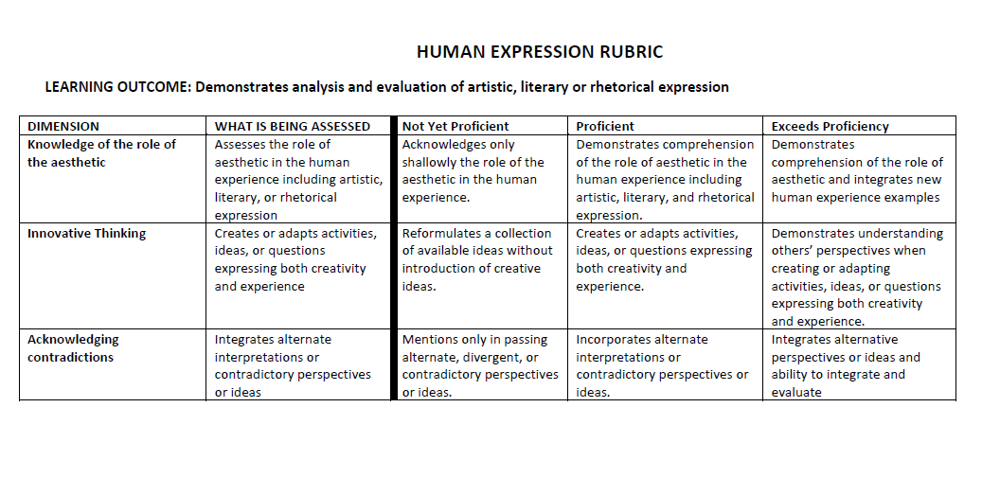 HUMAN EXPRESSION RUBRIC
LEARNING OUTCOME: Demonstrates analysis and evaluation of artistic, literary or rhetorical expression
DIMENSION
WHAT IS BEING ASSESSED
Not Yet Proficient
Proficient
Exceeds Proficiency
Knowledge of the role of
the aesthetic
Assesses the role of
aesthetic in the human
experience including artistic,
literary, or rhetorical
expression
Acknowledges only
shallowly the role of the
aesthetic in the human
experience.
Demonstrates comprehension
of the role of aesthetic in the
human experience including
artistic, literary, and rhetorical
expression.
Demonstrates
comprehension of the role of
aesthetic and integrates new
human experience examples
Innovative Thinking
Creates or adapts activities,
ideas, or questions
expressing both creativity
and experience
Reformulates a collection
of available ideas without
introduction of creative
ideas.
Creates or adapts activities,
ideas, or questions expressing
both creativity and
experience.
Demonstrates understanding
others’ perspectives when
creating or adapting
activities, ideas, or questions
expressing both creativity
and experience.
Acknowledging
contradictions
Integrates alternate
interpretations or
contradictory perspectives
or ideas
Mentions only in passing
alternate, divergent, or
contradictory perspectives
or ideas.
Incorporates alternate
interpretations or
contradictory perspectives or
ideas.
Integrates alternative
perspectives or ideas and
ability to integrate and
evaluate